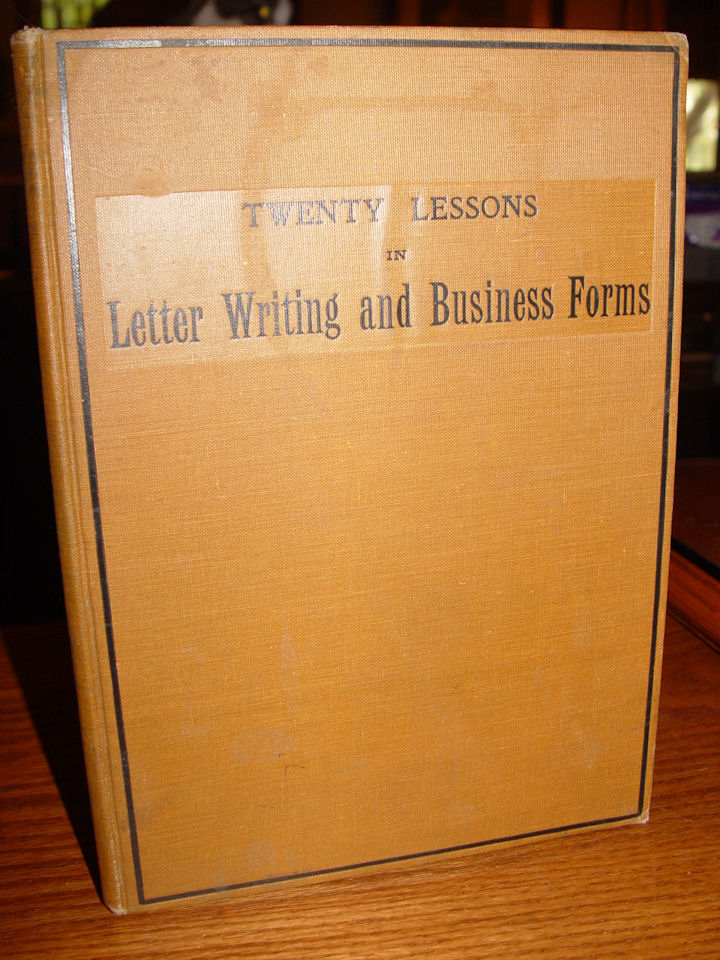 TWENTY LESSONS
IN
Letter Writing and Business Forms